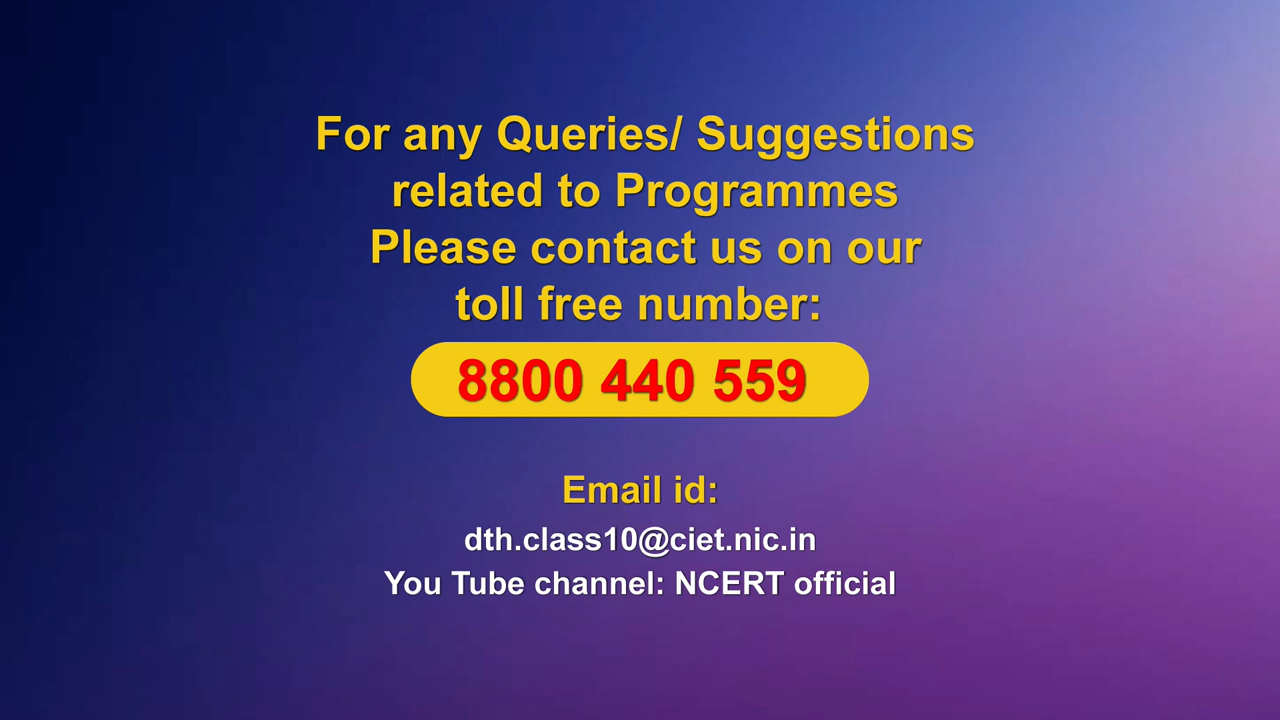 For any Queries/ Suggestions
related to Programmes
Please contact us on our
toll free number:
8800 440 559
Email id:
dth.class10@ciet.nic.in
You Tube channel: NCERT official